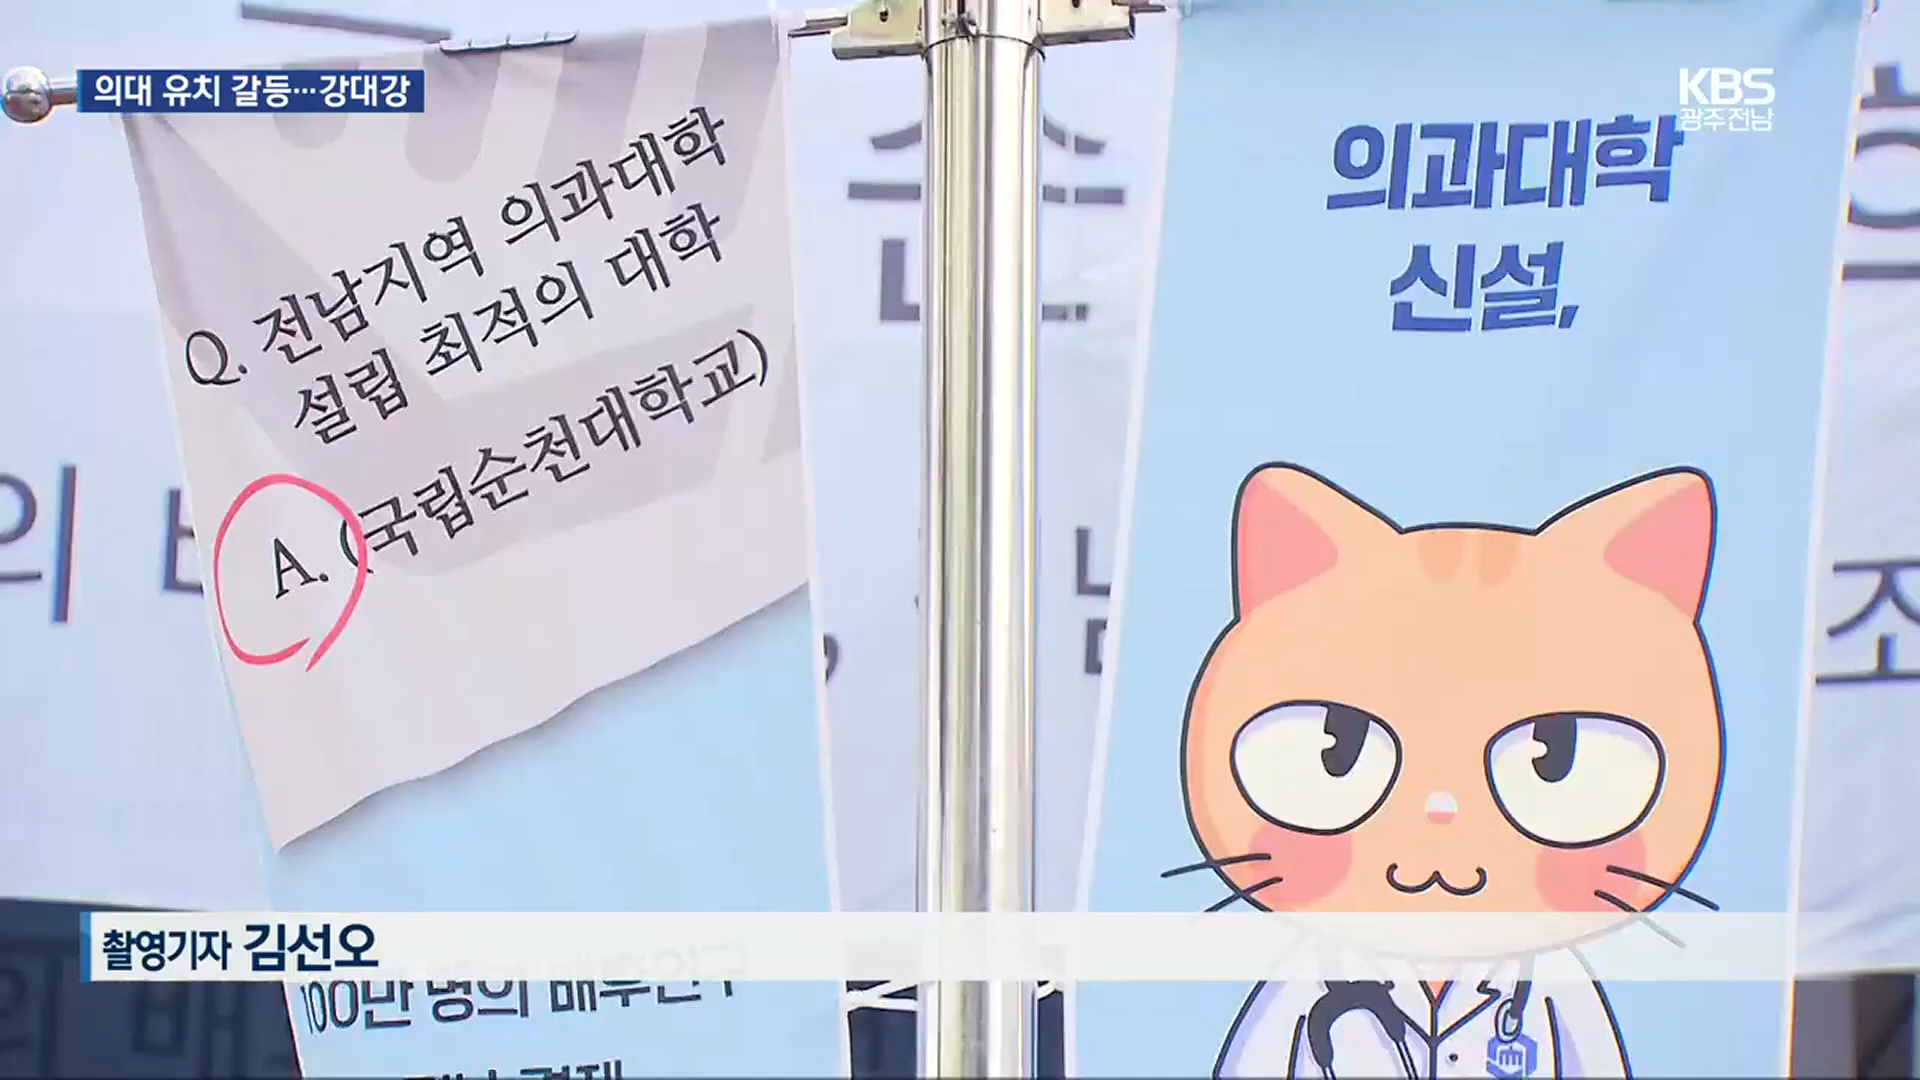 의대 유치 갈등…강대강
KBS
광주전남
Q. 전남지역 의과대학
설립 최적의 대학
A. (국립순천대학교)
의과대학
신설,
촬영기자 김선오
100만 명의 배후인구